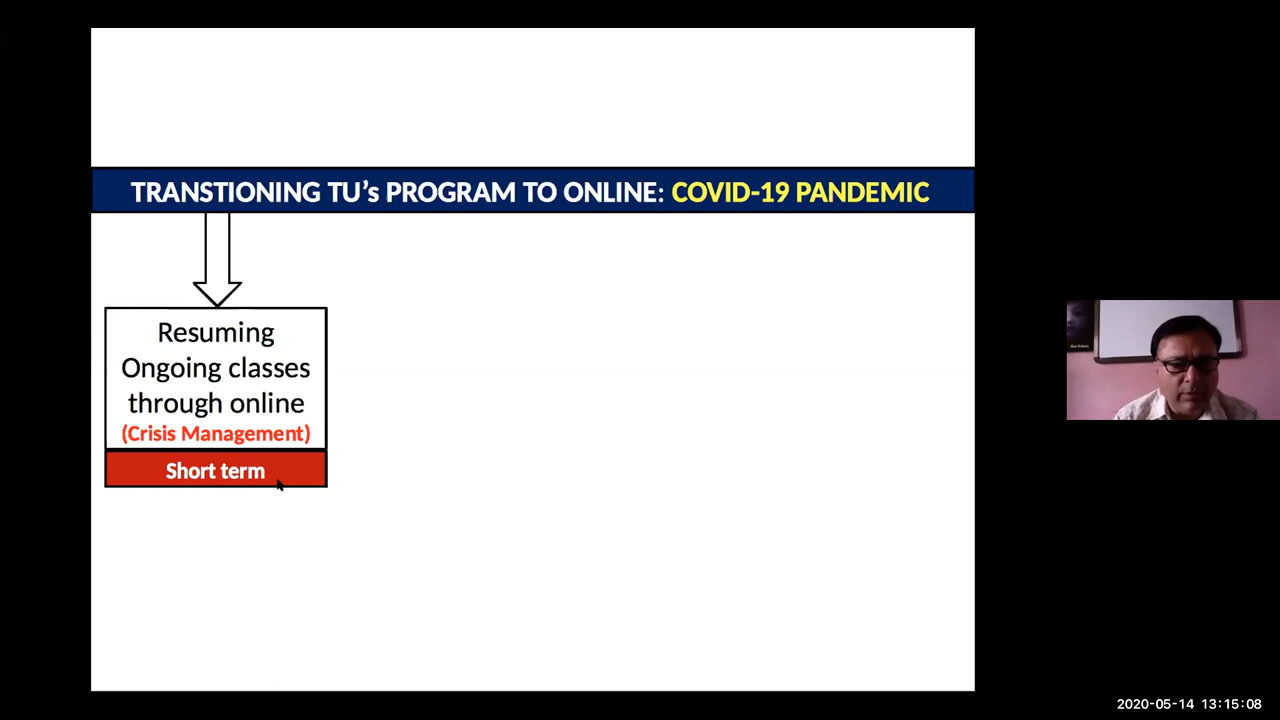 TRANSTIONING TU’s PROGRAM TO ONLINE: COVID-19 PANDEMIC
Resuming
Ongoing classes
through online
(Crisis Management)
Short term
2020-05-14 13:15:08